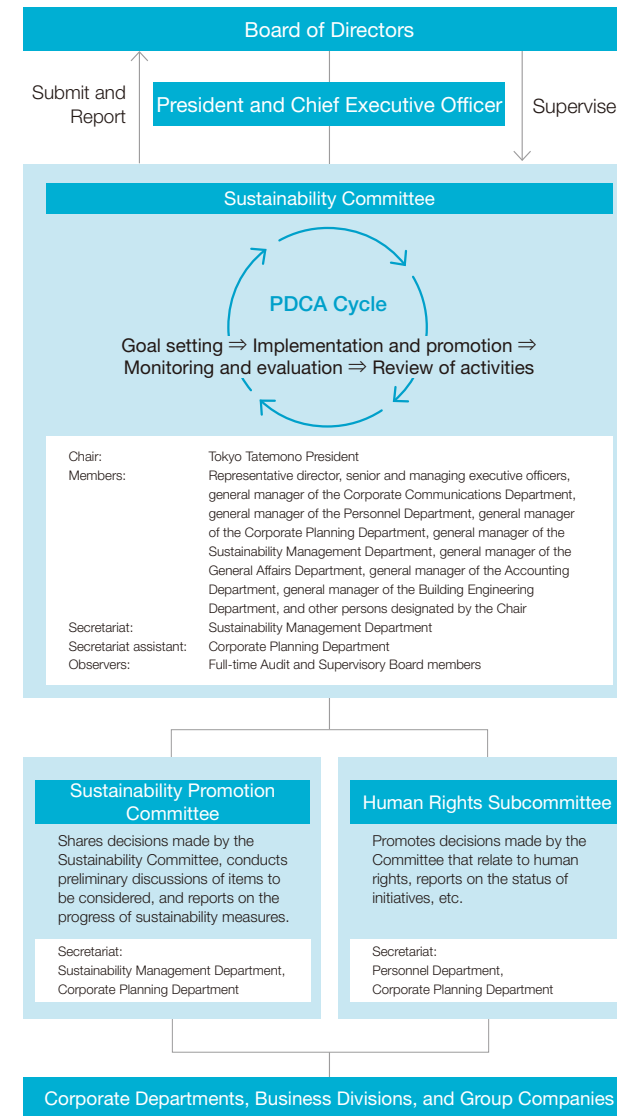 Board of Directors
Submit and
Report
President and Chief Executive Officer
Supervise
Sustainability Committee
PDCA Cycle
Goal setting ⇒ Implementation and promotion ⇒
Monitoring and evaluation ⇒ Review of activities
Chair: Tokyo Tatemono President
Members: Representative director, senior and managing executive officers,
general manager of the Corporate Communications Department,
general manager of the Personnel Department, general manager
of the Corporate Planning Department, general manager of the
Sustainability Management Department, general manager of the
General Affairs Department, general manager of the Accounting
Department, general manager of the Building Engineering
Department, and other persons designated by the Chair
Secretariat: Sustainability Management Department
Secretariat assistant: Corporate Planning Department
Observers: Full-time Audit and Supervisory Board members
Sustainability Promotion
Committee
Shares decisions made by the
Sustainability Committee, conducts
preliminary discussions of items to
be considered, and reports on the
progress of sustainability measures.
Secretariat:
Sustainability Management Department,
Corporate Planning Department
Human Rights Subcommittee
Promotes decisions made by the
Committee that relate to human
rights, reports on the status of
initiatives, etc.
Secretariat:
Personnel Department,
Corporate Planning Department
Corporate Departments, Business Divisions, and Group Companies